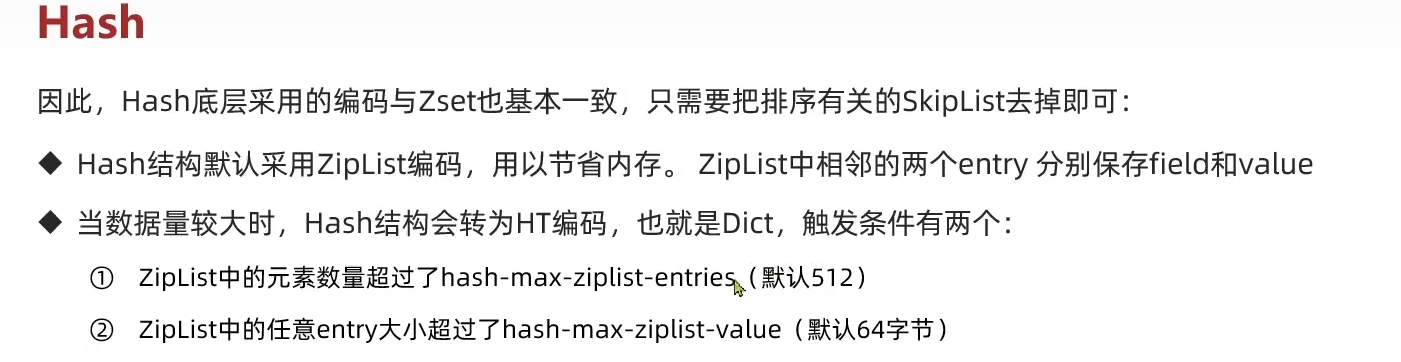 Hash
因此，Hash底层采用的编码与Zset也基本一致，只需要把排序有关的SkipList去掉即可：
◆ Hash结构默认采用ZipList编码，用以节省内存。 ZipList中相邻的两个entry 分别保存field和value
◆ 当数据量较大时，Hash结构会转为HT编码，也就是Dict，触发条件有两个：
① ZipList中的元素数量超过了hash-max-ziplist-entries（默认512）
② ZipList中的任意entry大小超过了hash-max-ziplist-value（默认64字节）